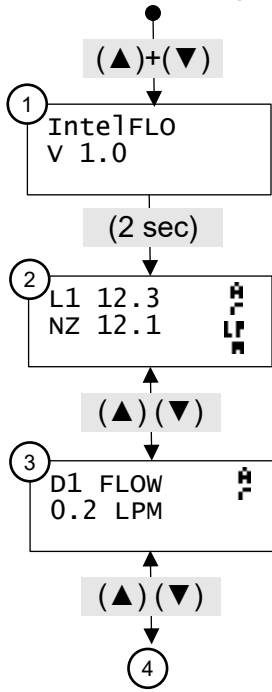 (▲)+(▼)
1
IntelFLO
V 1.0
(2 sec)
2
L1 12.3
NZ 12.1
(▲)(▼)
3
D1 FLOW
0.2 LPM
(▲)(▼)
4